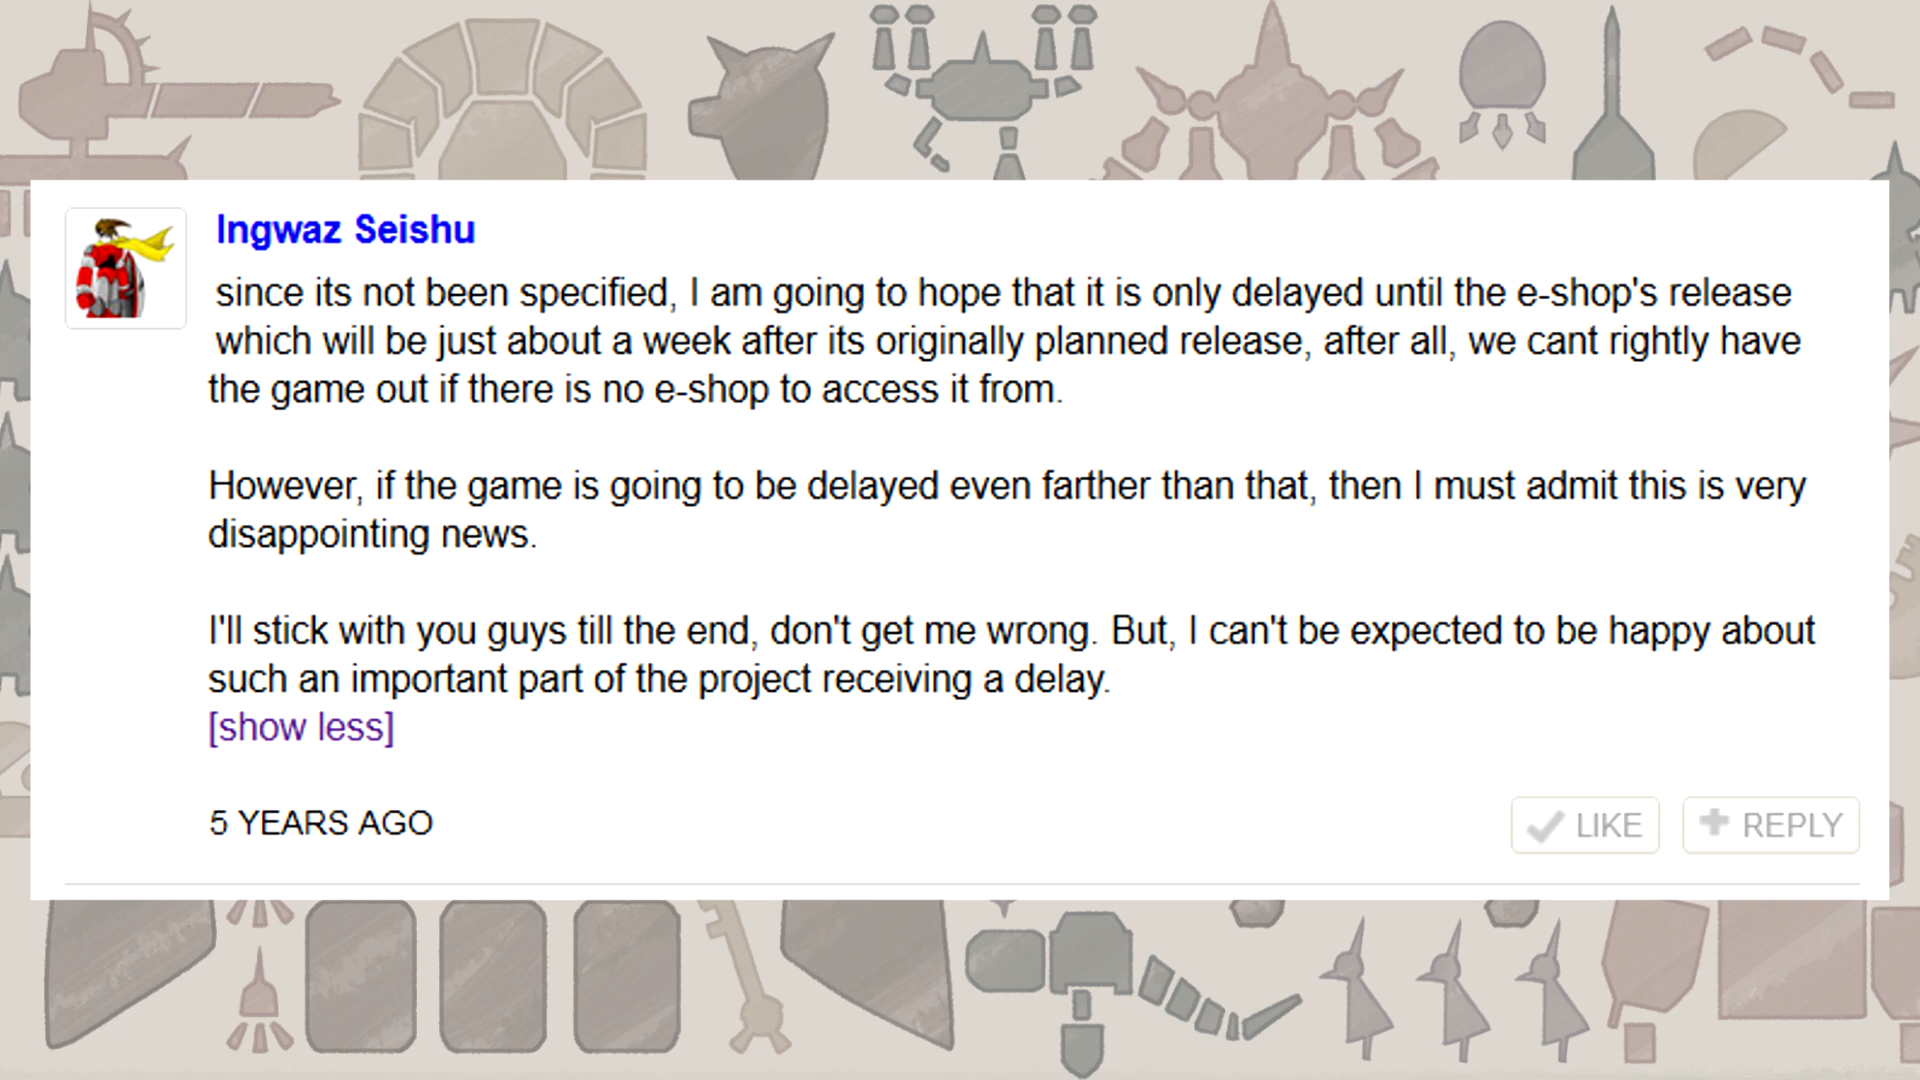 Ingwaz Seishu
since its not been specified, I am going to hope that it is only delayed until the e-shop's release
which will be just about a week after its originally planned release, after all, we cant rightly have
the game out if there is no e-shop to access it from.
However, if the game is going to be delayed even farther than that, then I must admit this is very
disappointing news.
I'll stick with you guys till the end, don't get me wrong. But, I can't be expected to be happy about
such an important part of the project receiving a delay.
[show less]
5 YEARS AGO
LIKE
REPLY